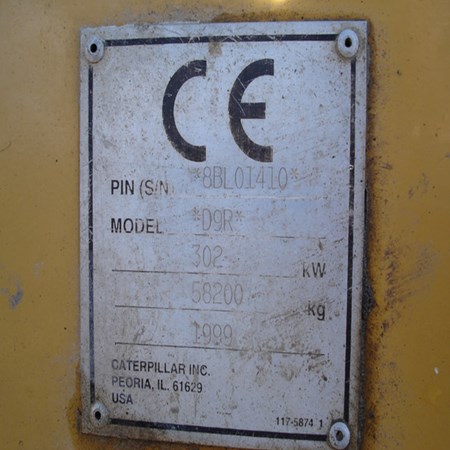 CE
PIN (S/N) *8BL01410*
MODEL *D9R*
302 kW
58200 kg
1999
CATERPILLAR INC.
PEORIA, IL. 61629
USA
117-5874 1